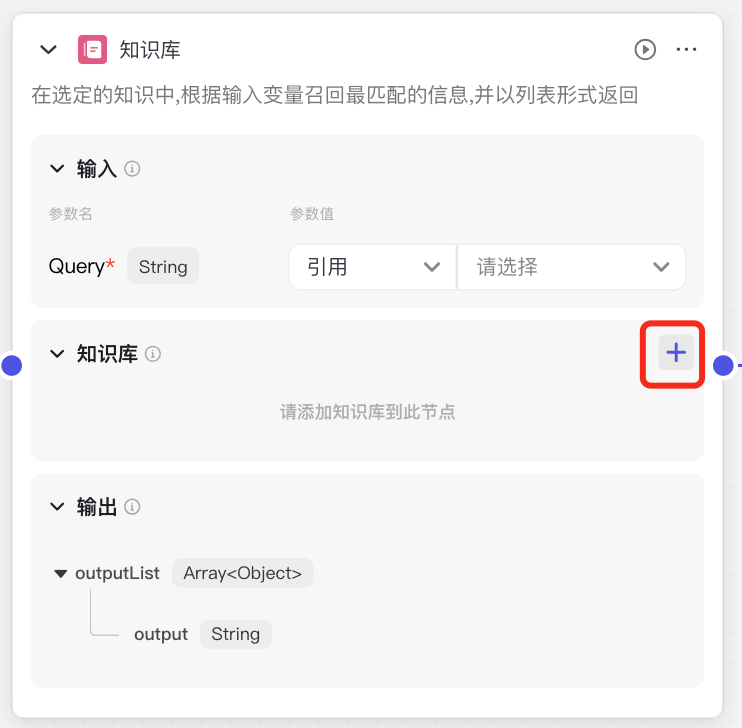 知识库
在选定的知识中,根据输入变量召回最匹配的信息,并以列表形式返回
输入
参数名 参数值
Query* String 引用 请选择
知识库
请添加知识库到此节点
输出
outputList Array<Object>
output String